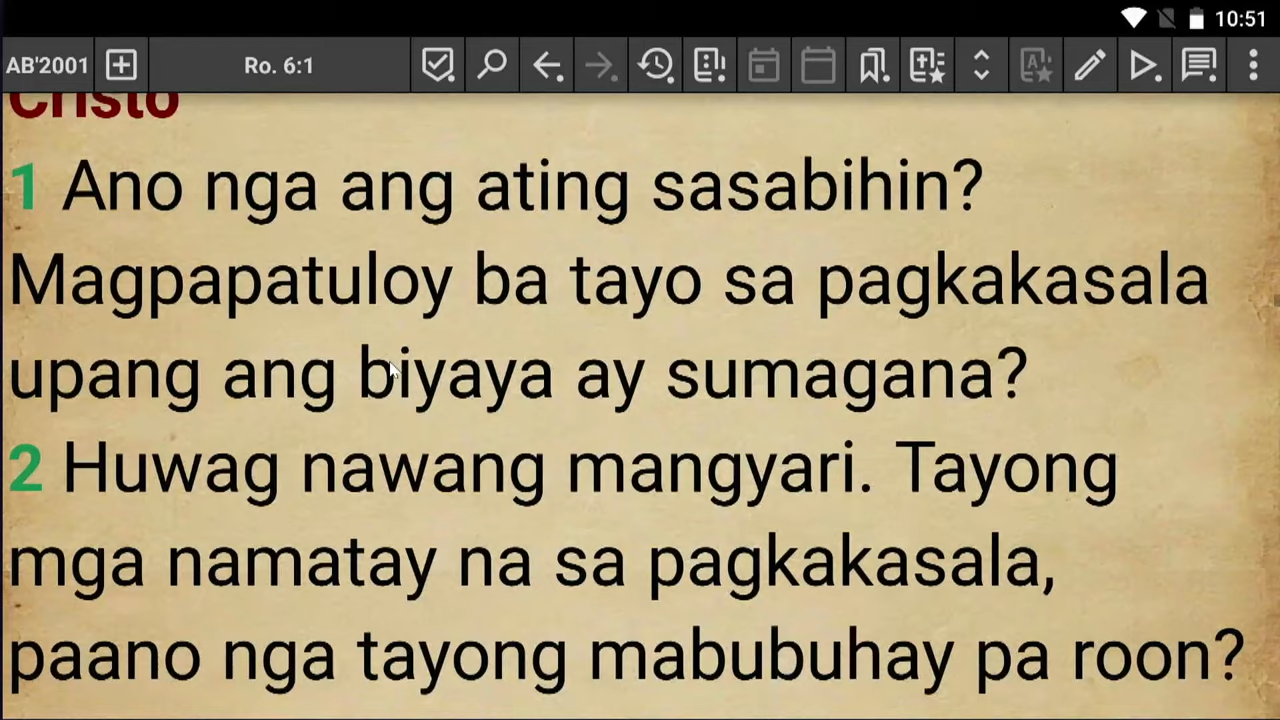 10:51
AB'2001 Ro. 6:1
Cristo
1 Ano nga ang ating sasabihin?
Magpapatuloy ba tayo sa pagkakasala
upang ang biyaya ay sumagana?
2 Huwag nawang mangyari. Tayong
mga namatay na sa pagkakasala,
paano nga tayong mabubuhay pa roon?